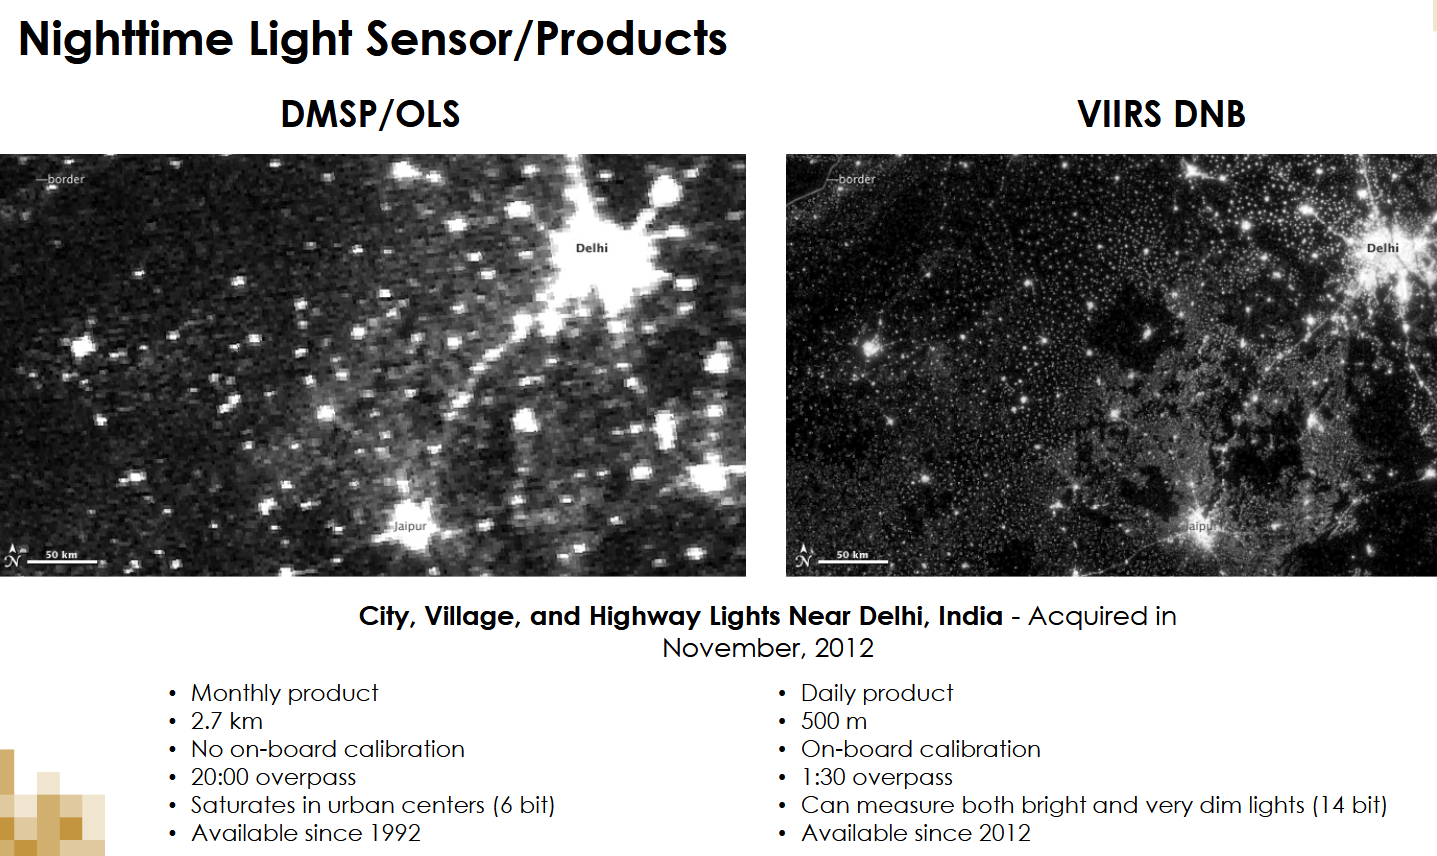 Nighttime Light Sensor/Products
DMSP/OLS
VIIRS DNB
—border
Delhi
Jaipur
N
50 km
—border
Delhi
Jaipur
N
50 km
City, Village, and Highway Lights Near Delhi, India - Acquired in
November, 2012
• Monthly product
• 2.7 km
• No on-board calibration
• 20:00 overpass
• Saturates in urban centers (6 bit)
• Available since 1992
• Daily product
• 500 m
• On-board calibration
• 1:30 overpass
• Can measure both bright and very dim lights (14 bit)
• Available since 2012